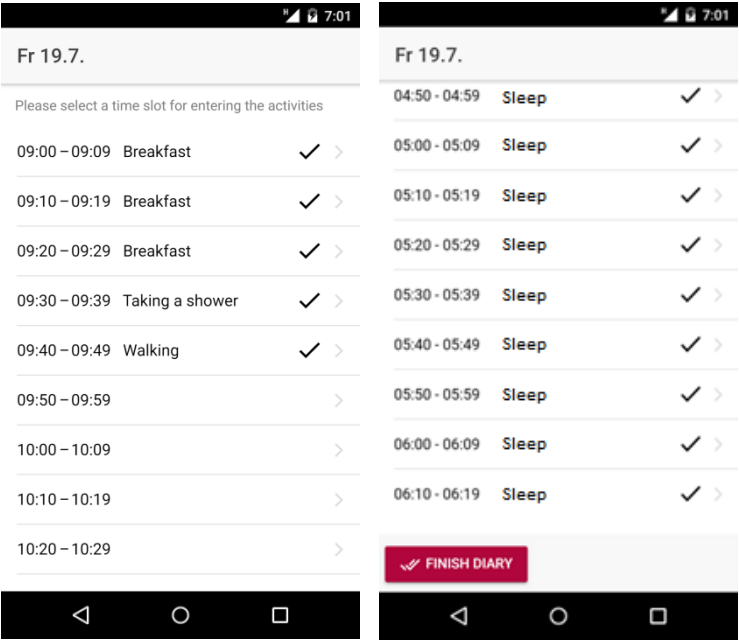 H 7:01
Fr 19.7.
Please select a time slot for entering the activities
09:00 – 09:09 Breakfast
09:10 – 09:19 Breakfast
09:20 – 09:29 Breakfast
09:30 – 09:39 Taking a shower
09:40 – 09:49 Walking
09:50 – 09:59
10:00 – 10:09
10:10 – 10:19
10:20 – 10:29
H 7:01
Fr 19.7.
04:50 - 04:59 Sleep
05:00 - 05:09 Sleep
05:10 - 05:19 Sleep
05:20 - 05:29 Sleep
05:30 - 05:39 Sleep
05:40 - 05:49 Sleep
05:50 - 05:59 Sleep
06:00 - 06:09 Sleep
06:10 - 06:19 Sleep
FINISH DIARY